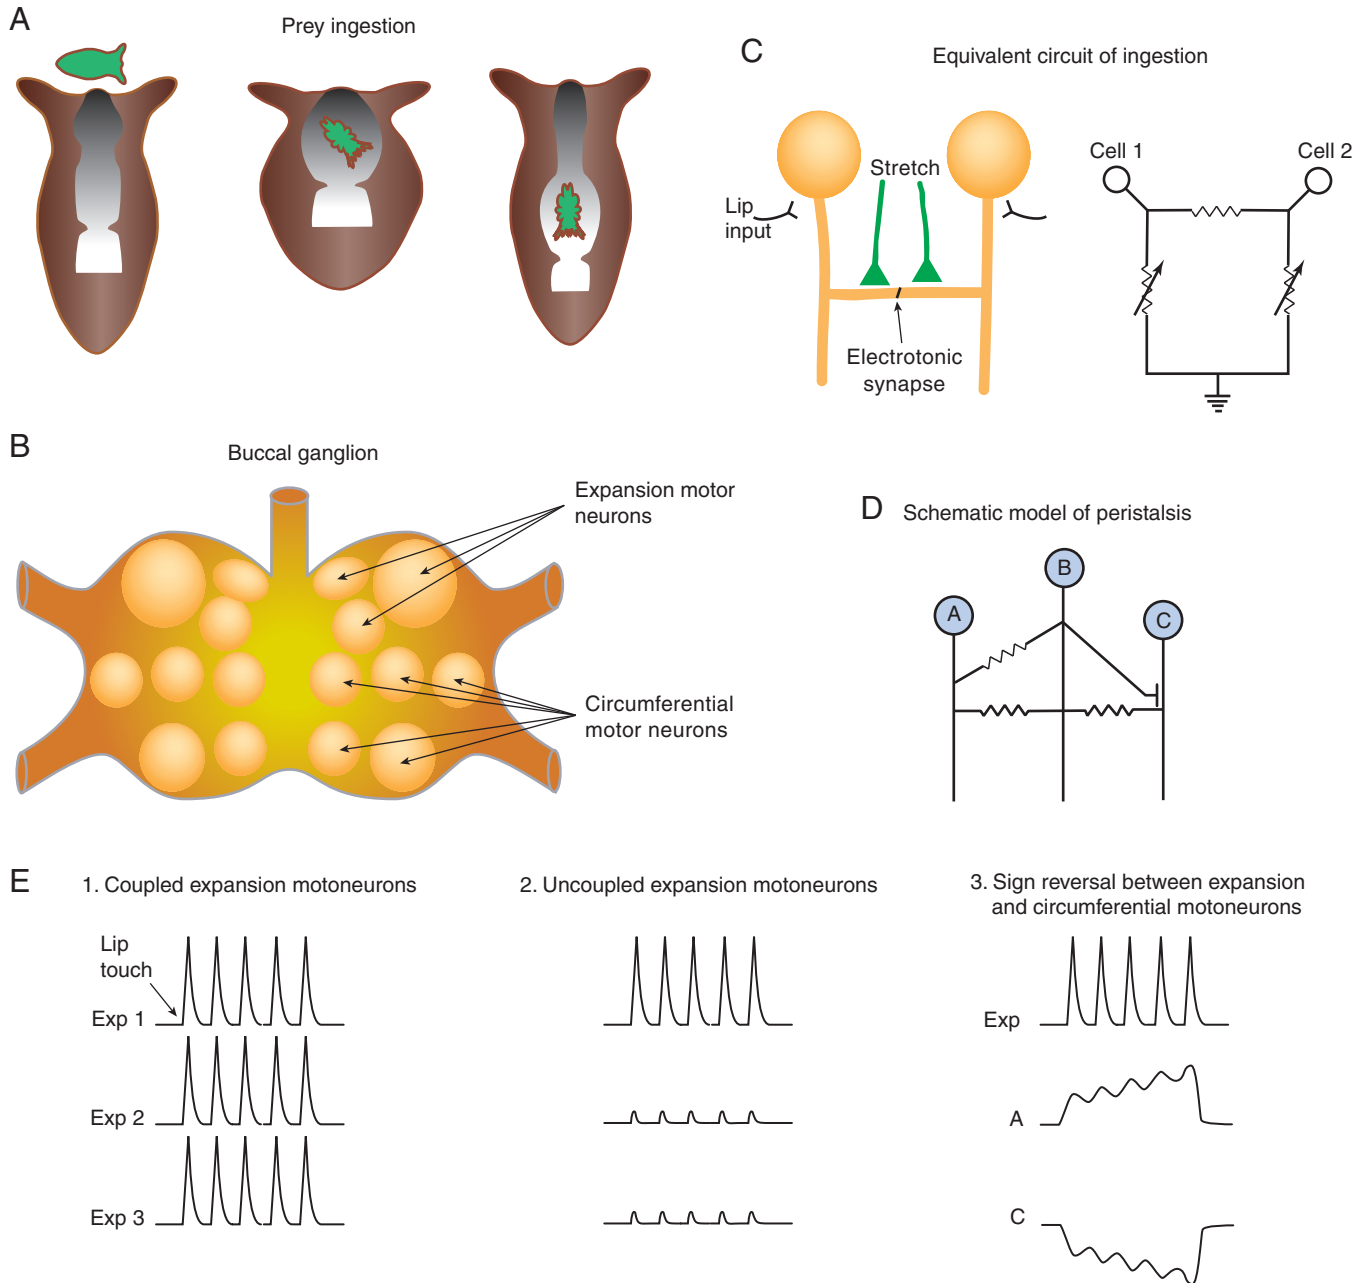 A
Prey ingestion
B
Buccal ganglion
Expansion motor
neurons
Circumferential
motor neurons
C
Equivalent circuit of ingestion
Stretch
Lip
input
Electrotonic
synapse
Cell 1
Cell 2
D
Schematic model of peristalsis
A
B
C
E
1. Coupled expansion motoneurons
Lip
touch
Exp 1
Exp 2
Exp 3
2. Uncoupled expansion motoneurons
3. Sign reversal between expansion
and circumferential motoneurons
Exp
A
C